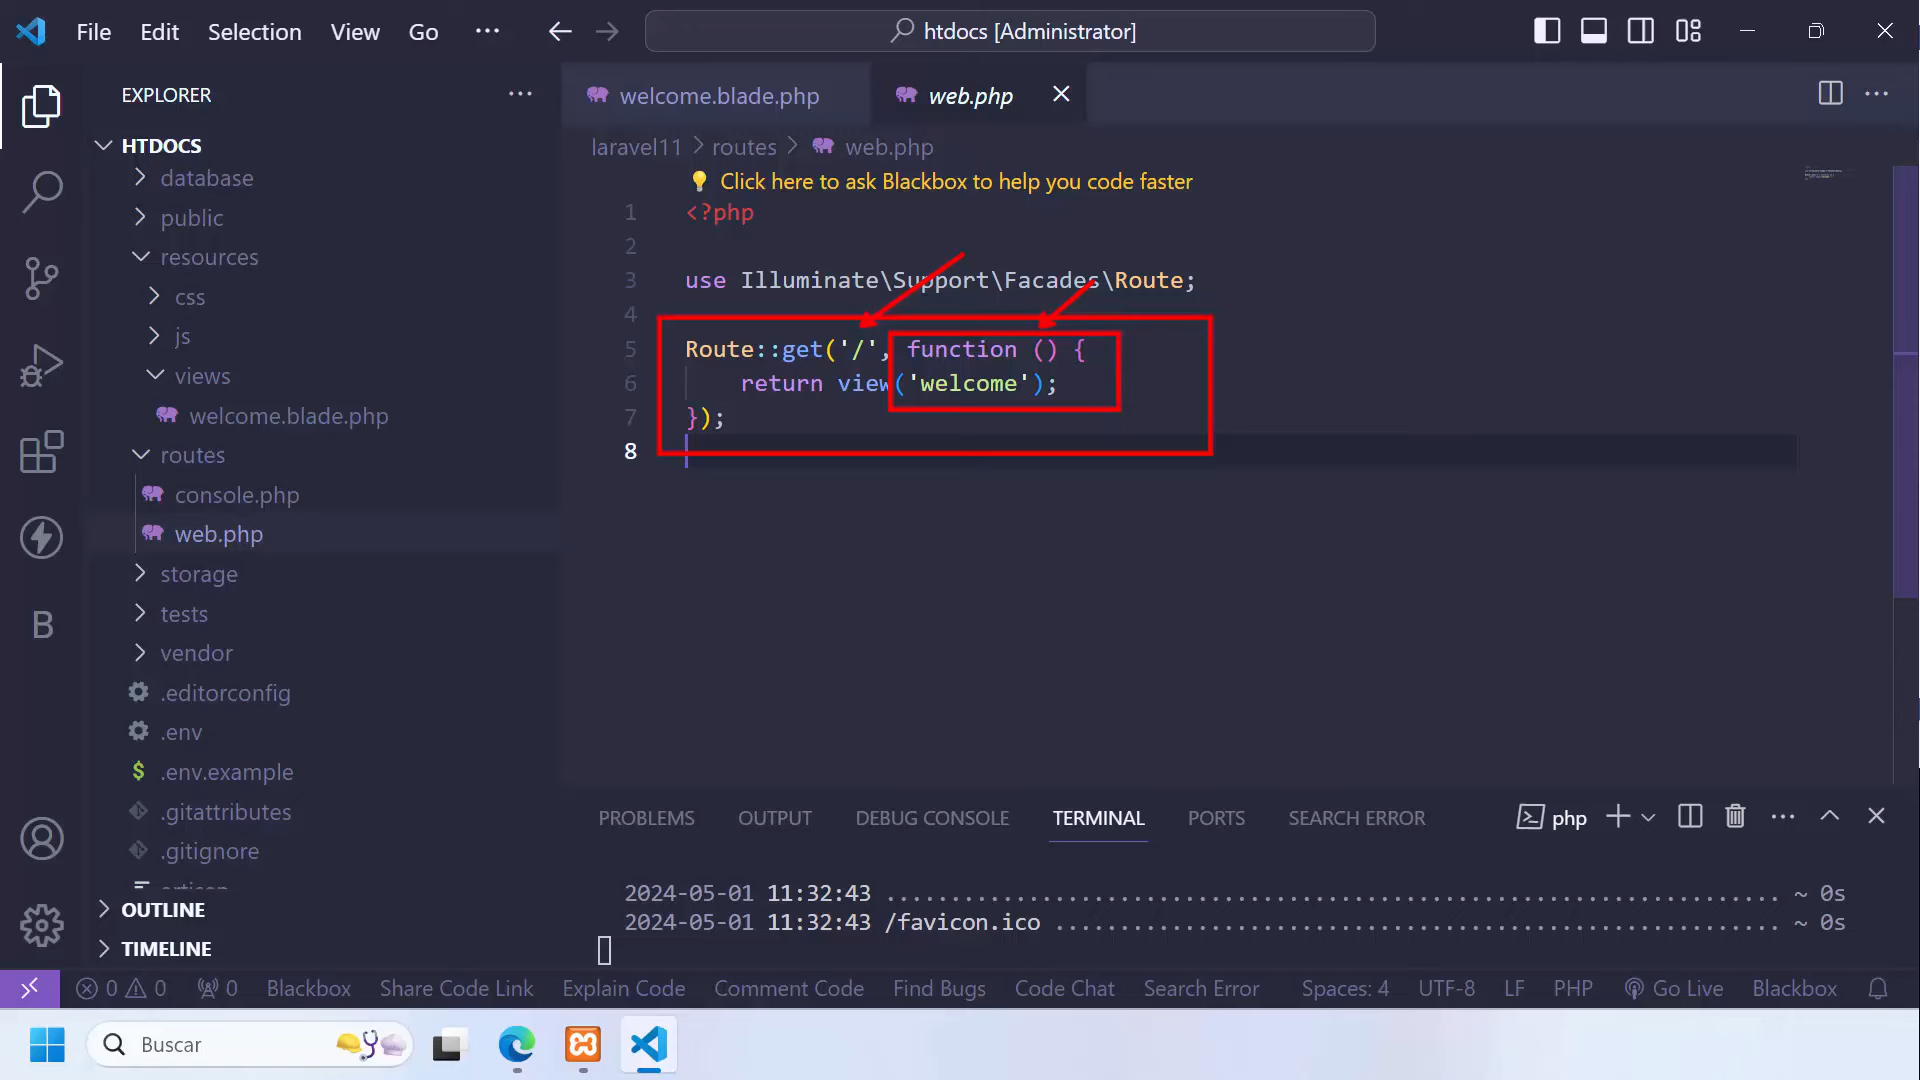 File Edit Selection View Go ··· htdocs [Administrator]
EXPLORER ···
HTDOCS
database
public
resources
css
js
views
welcome.blade.php
routes
console.php
web.php
storage
tests
vendor
.editorconfig
.env
.env.example
.gitattributes
.gitignore
OUTLINE
TIMELINE
welcome.blade.php web.php
laravel11 > routes > web.php
Click here to ask Blackbox to help you code faster
1 <?php
2
3 use Illuminate\Support\Facades\Route;
4
5 Route::get('/', function () {
6 return view('welcome');
7 });
8
PROBLEMS OUTPUT DEBUG CONSOLE TERMINAL PORTS SEARCH ERROR php
2024-05-01 11:32:43 ........................................................................ ~ 0s
2024-05-01 11:32:43 /favicon.ico .......................................................... ~ 0s
0 0 0 Blackbox Share Code Link Explain Code Comment Code Find Bugs Code Chat Search Error Spaces: 4 UTF-8 LF PHP Go Live Blackbox
Buscar